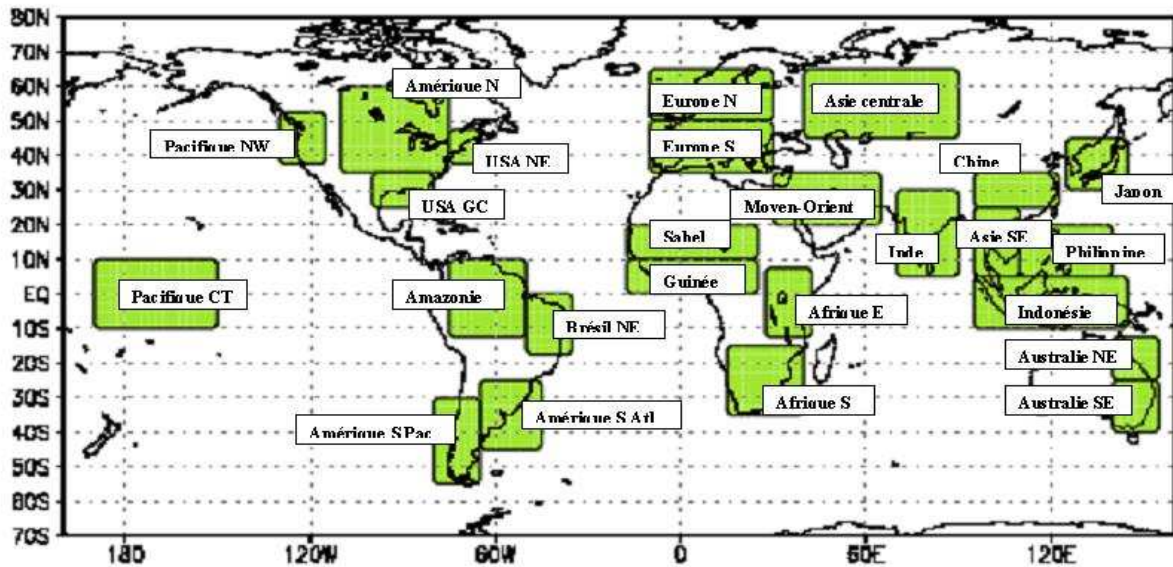 80N
70N
60N
50N
40N
30N
20N
10N
EQ
10S
20S
30S
40S
50S
60S
70S
180
120W
60W
0
60E
120E
Amérique N
Europe N
Asie centrale
Pacifique NW
USA NE
Europe S
Chine
Japon
USA GC
Moyen-Orient
Sahel
Inde
Asie SE
Philippine
Pacifique CT
Amazonie
Guinée
Afrique E
Indonésie
Brésil NE
Australie NE
Afrique S
Australie SE
Amérique S Pac
Amérique S Atl